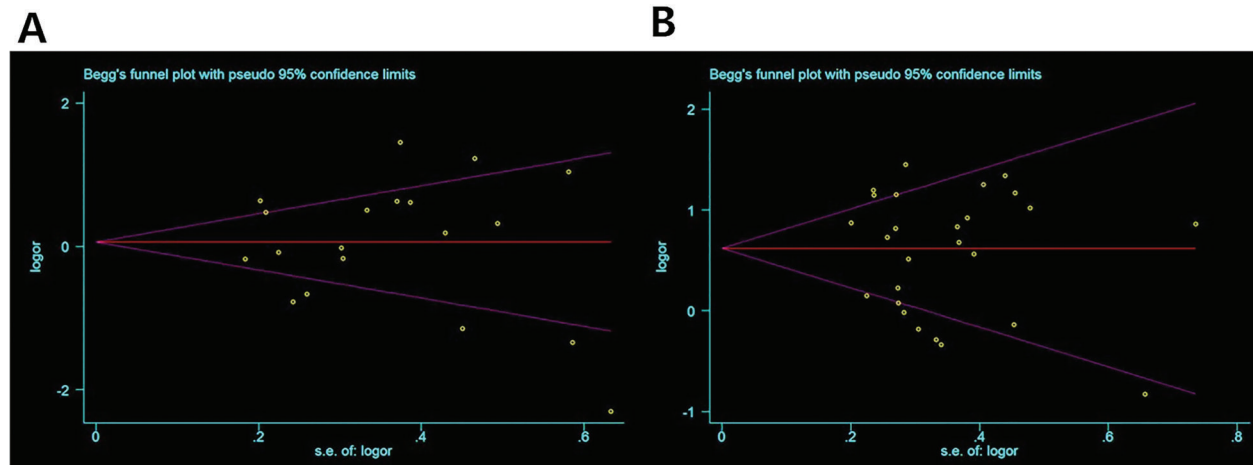 A
B
Begg's funnel plot with pseudo 95% confidence limits
2
0
-2
logor
0
.2
.4
.6
s.e. of: logor
Begg's funnel plot with pseudo 95% confidence limits
2
1
0
-1
logor
0
.2
.4
.6
.8
s.e. of: logor